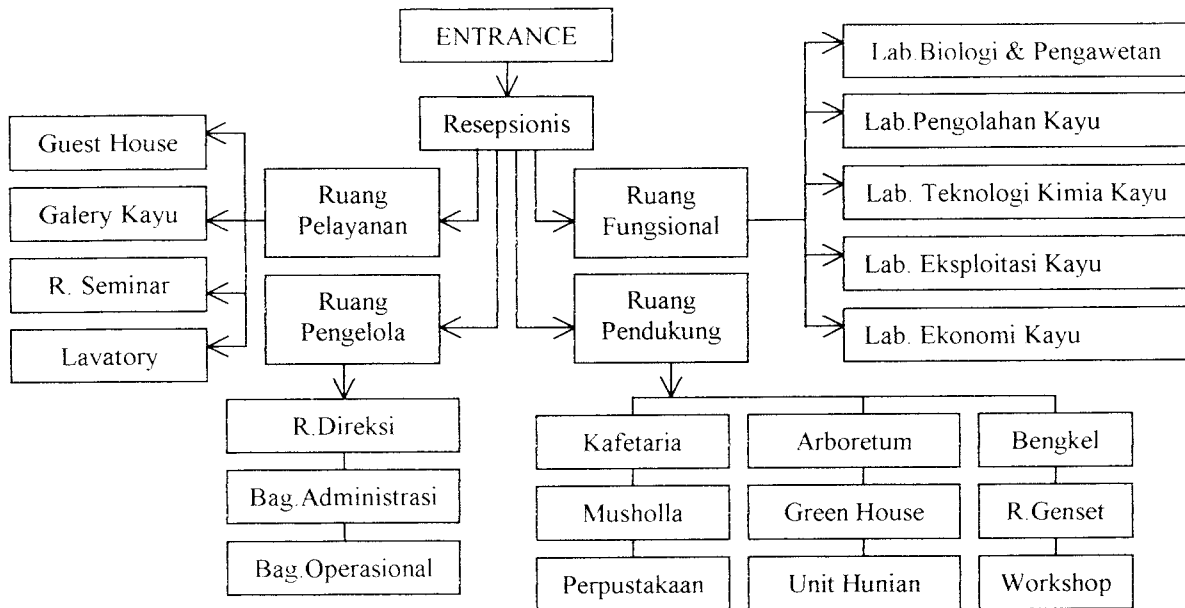 ENTRANCE
Resepsionis
Guest House
Galery Kayu
R. Seminar
Lavatory
Ruang
Pelayanan
Ruang
Pengelola
R.Direksi
Bag.Administrasi
Bag.Operasional
Ruang
Fungsional
Ruang
Pendukung
Lab.Biologi & Pengawetan
Lab.Pengolahan Kayu
Lab. Teknologi Kimia Kayu
Lab. Eksploitasi Kayu
Lab. Ekonomi Kayu
Kafetaria
Musholla
Perpustakaan
Arboretum
Green House
Unit Hunian
Bengkel
R.Genset
Workshop